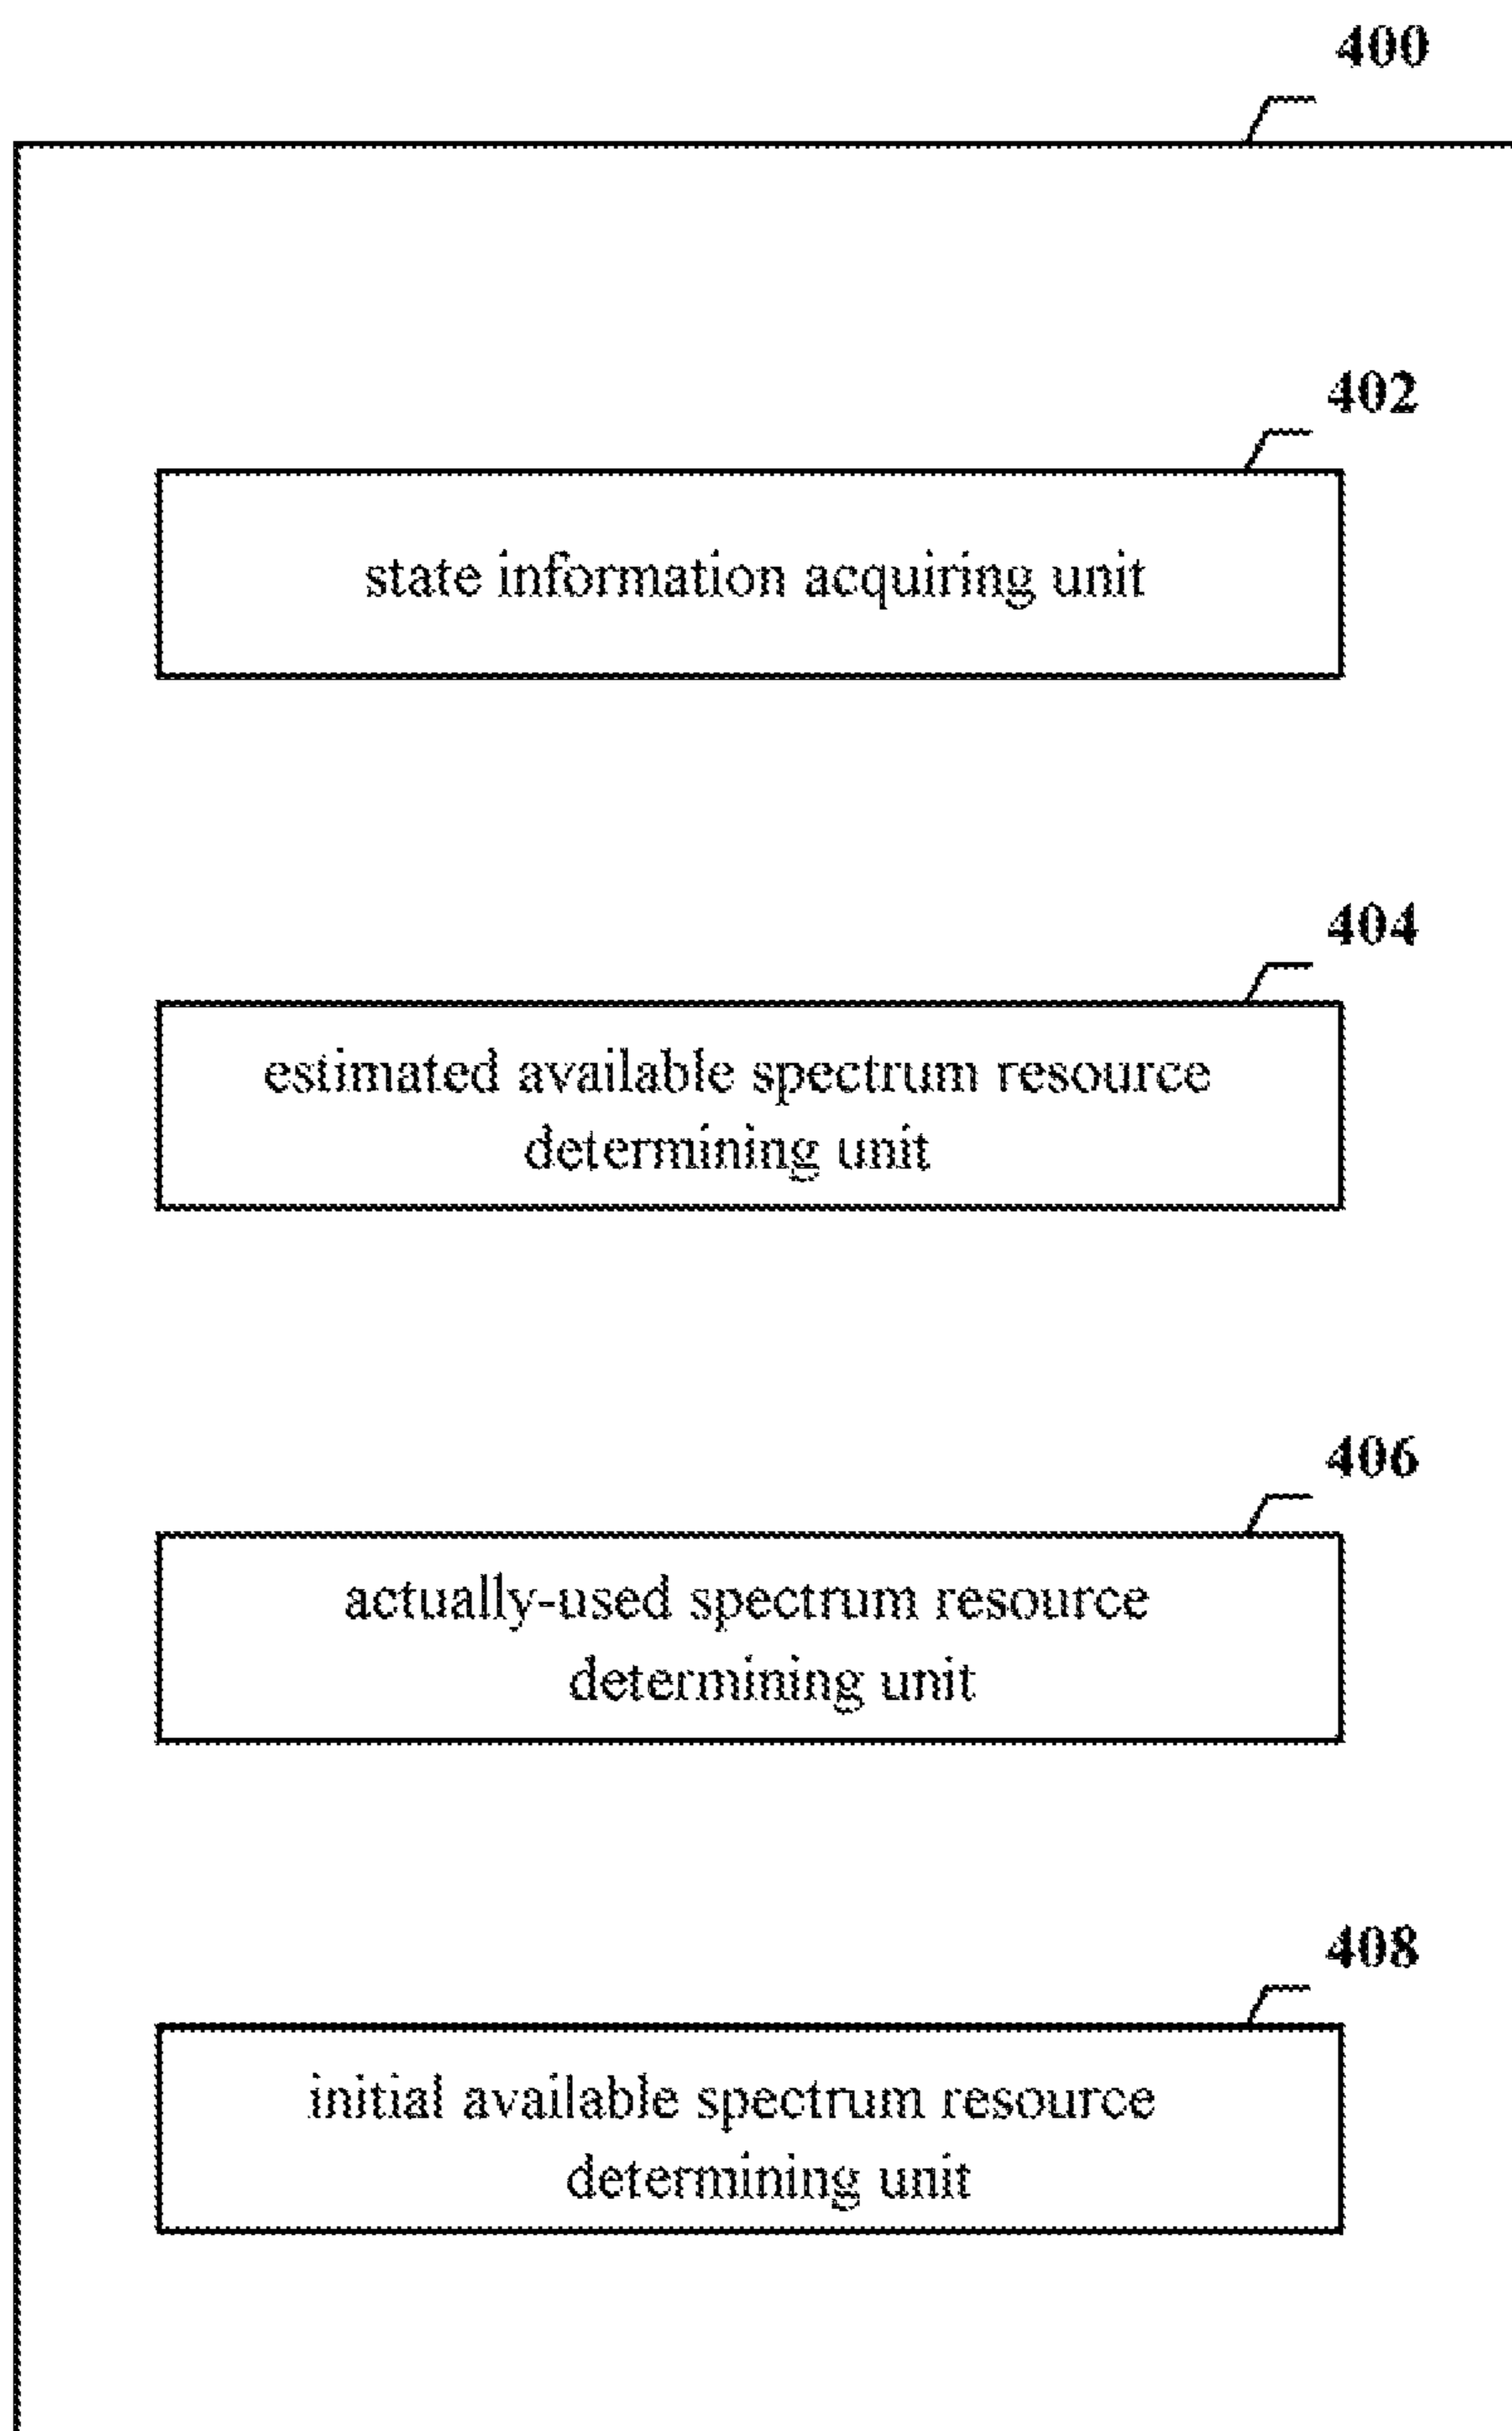 400
402
state information acquiring unit
404
estimated available spectrum resource
determining unit
406
actually-used spectrum resource
determining unit
408
initial available spectrum resource
determining unit